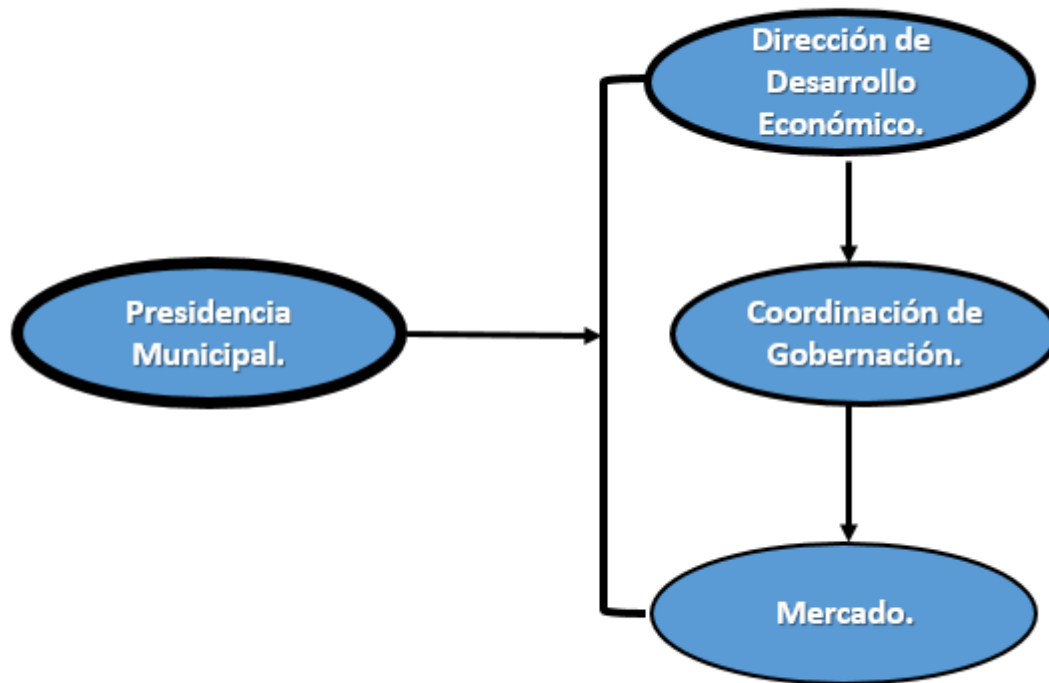 Dirección de
Desarrollo
Económico.
Presidencia
Municipal.
Coordinación de
Gobernación.
Mercado.